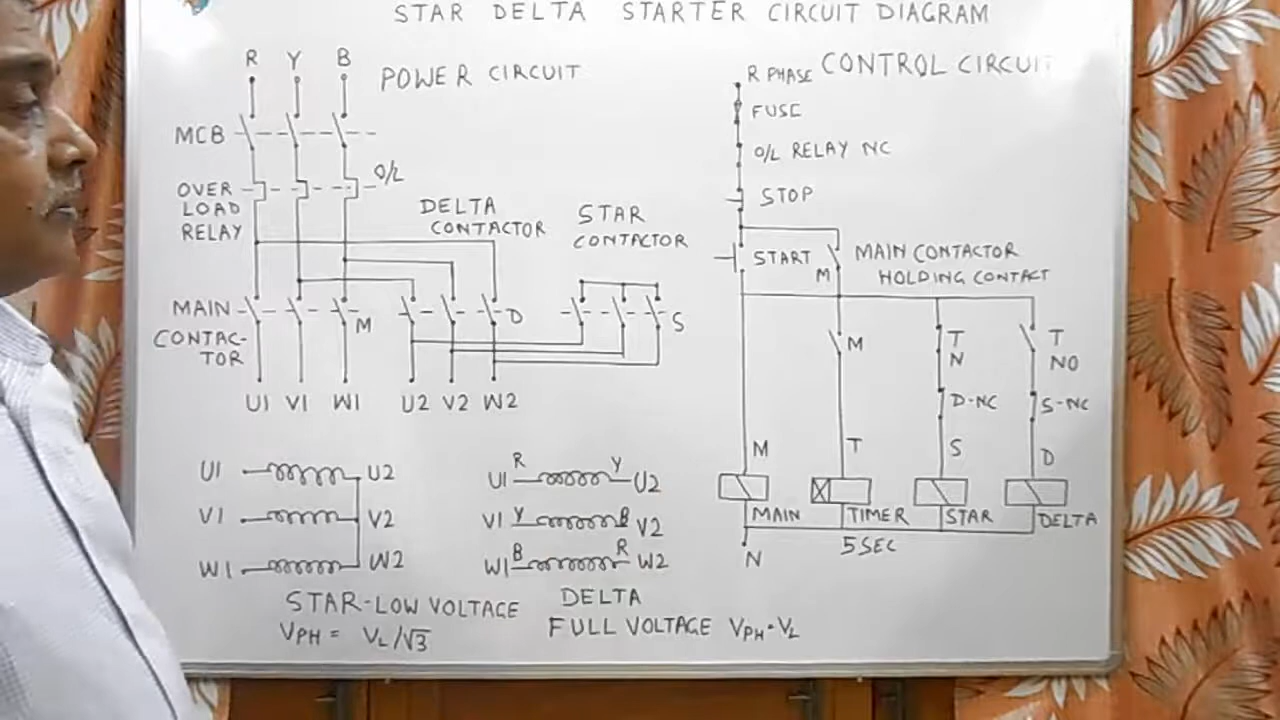 STAR DELTA STARTER CIRCUIT DIAGRAM
R Y B
POWER CIRCUIT
MCB
O/L
OVER
LOAD
RELAY
DELTA
CONTACTOR
STAR
CONTACTOR
MAIN
CONTAC-
TOR
M
D
S
U1 V1 W1 U2 V2 W2
CONTROL CIRCUIT
R PHASE
FUSE
O/L RELAY NC
STOP
START
M
MAIN CONTACTOR
HOLDING CONTACT
M
T
N
T
NO
D-NC
S-NC
M T S D
MAIN TIMER STAR DELTA
5 SEC
N
U1 U2
V1 V2
W1 W2
STAR-LOW VOLTAGE
VPH = VL/√3
U1 R Y U2
V1 Y B V2
W1 B R W2
DELTA
FULL VOLTAGE VPH=VL